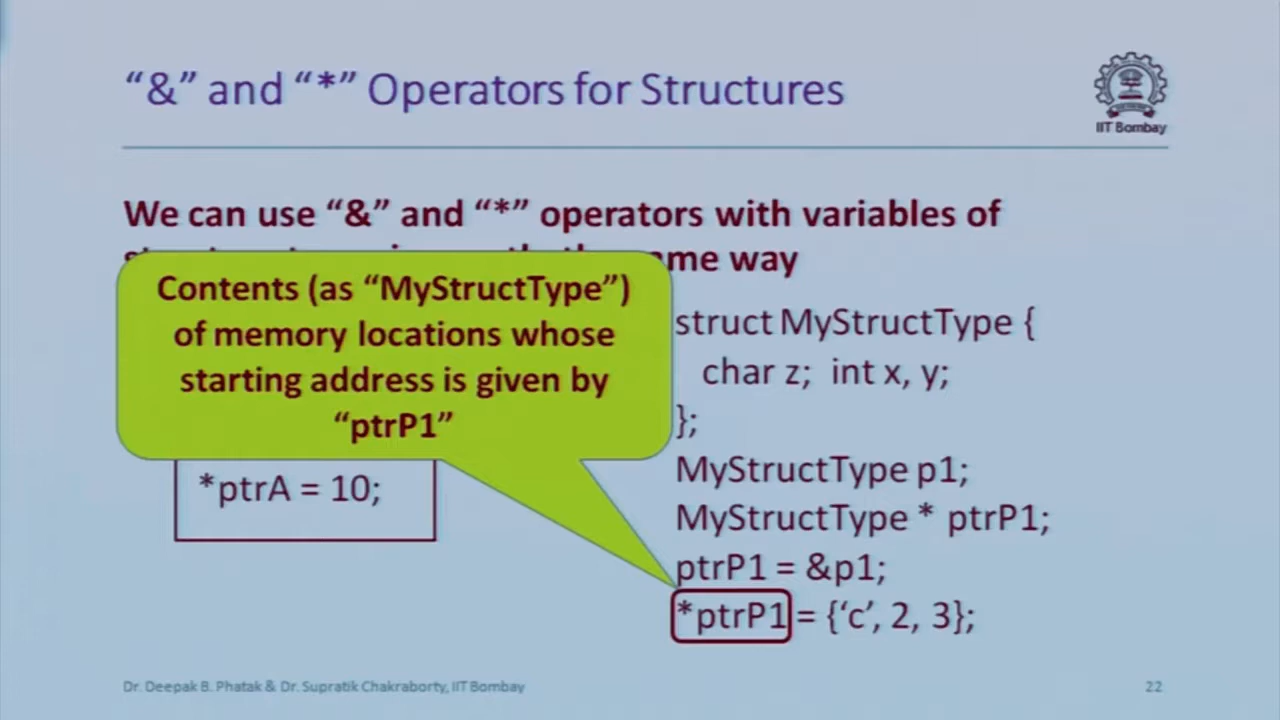 “&” and “*” Operators for Structures
IIT Bombay
We can use “&” and “*” operators with variables of
same way
Contents (as “MyStructType”)
of memory locations whose
starting address is given by
“ptrP1”
*ptrA = 10;
struct MyStructType {
char z; int x, y;
};
MyStructType p1;
MyStructType * ptrP1;
ptrP1 = &p1;
*ptrP1 = {‘c’, 2, 3};
Dr. Deepak B. Phatak & Dr. Supratik Chakraborty, IIT Bombay
22